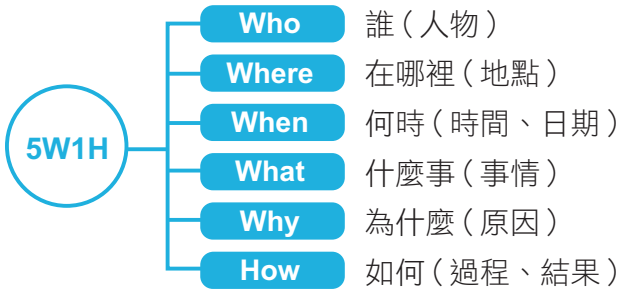 5W1H
Who 誰（人物）
Where 在哪裡（地點）
When 何時（時間、日期）
What 什麼事（事情）
Why 為什麼（原因）
How 如何（過程、結果）